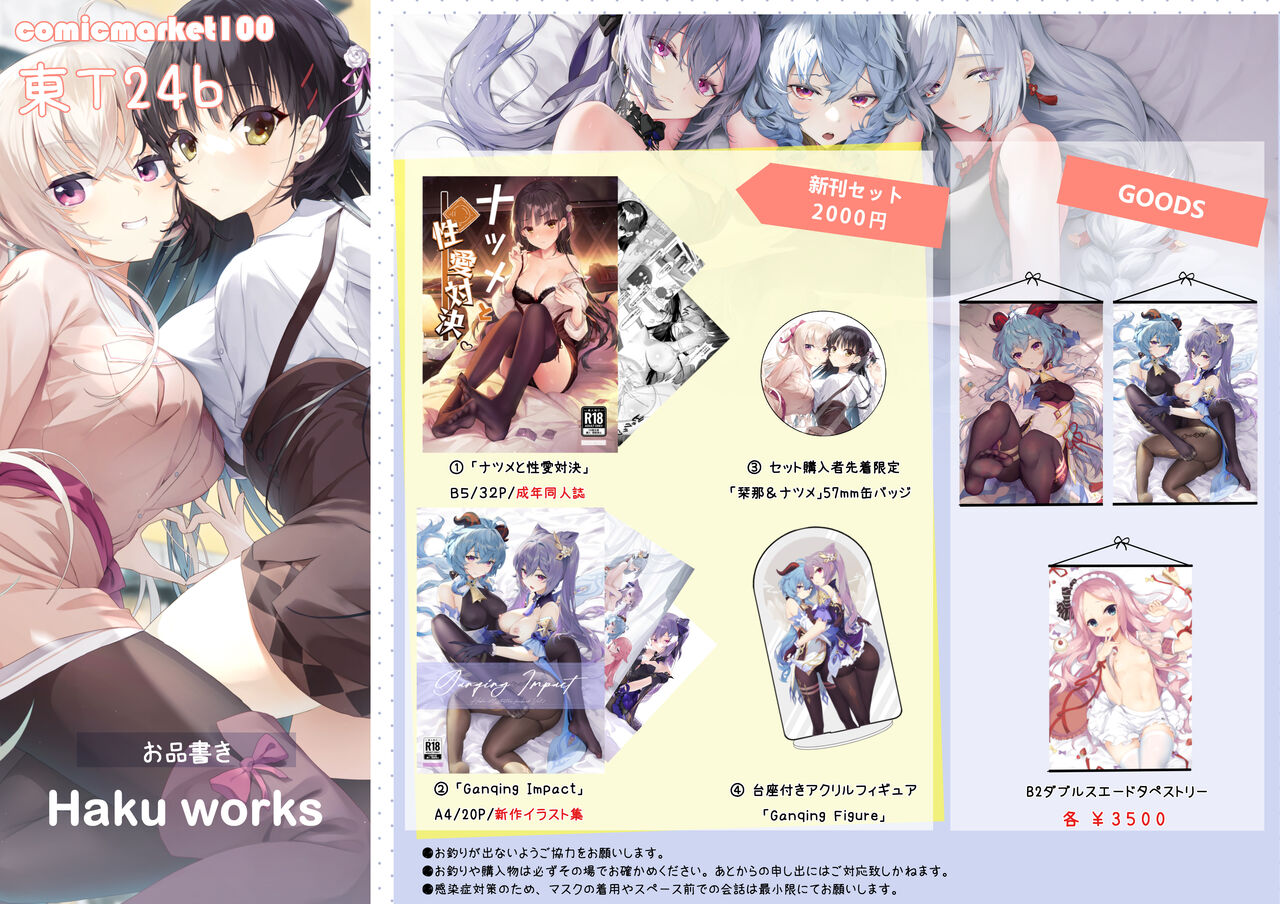 comicmarket100
東T24b
お品書き
Haku works
新刊セット
2000円
GOODS
ナツメと
性愛対決♡
R18
① 「ナツメと性愛対決」
B5/32P/成年同人誌
③ セット購入者先着限定
「栞那&ナツメ」57mm缶バッジ
Ganqing Impact
R18
② 「Ganqing Impact」
A4/20P/新作イラスト集
④ 台座付きアクリルフィギュア
「Ganqing Figure」
B2ダブルスエードタペストリー
各 ¥3500
●お釣りが出ないようご協力をお願いします。
●お釣りや購入物は必ずその場でお確かめください。あとからの申し出にはご対応致しかねます。
●感染症対策のため、マスクの着用やスペース前での会話は最小限にてお願いします。